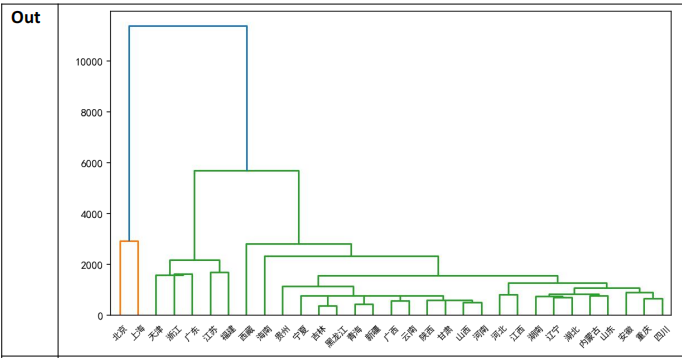 Out
10000
8000
6000
4000
2000
0
北京
上海
天津
浙江
广东
江苏
福建
西藏
海南
贵州
宁夏
吉林
黑龙江
青海
新疆
广西
云南
陕西
甘肃
山西
河南
河北
江西
湖南
辽宁
湖北
内蒙古
山东
安徽
重庆
四川